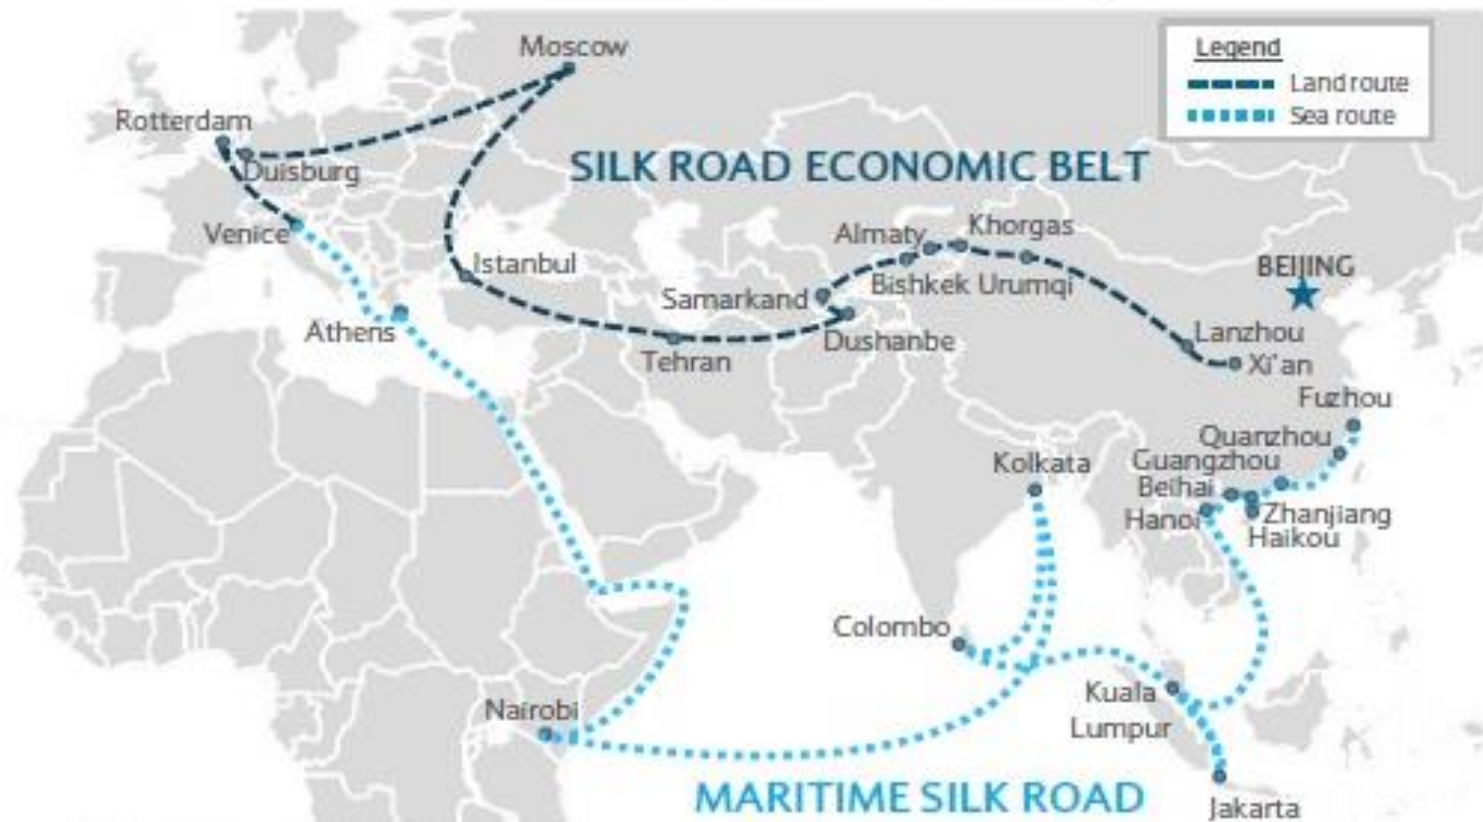 Legend
Land route
Sea route
Moscow
Rotterdam
Duisburg
SILK ROAD ECONOMIC BELT
Venice
Almaty
Khorgas
Istanbul
BEIJING
Samarkand
Bishkek Urumqi
Athens
Tehran
Dushanbe
Lanzhou
Xi'an
Fuzhou
Quanzhou
Kolkata
Guangzhou
Beihai
Hanoi
Zhanjiang
Haikou
Colombo
Nairobi
Kuala
Lumpur
MARITIME SILK ROAD
Jakarta